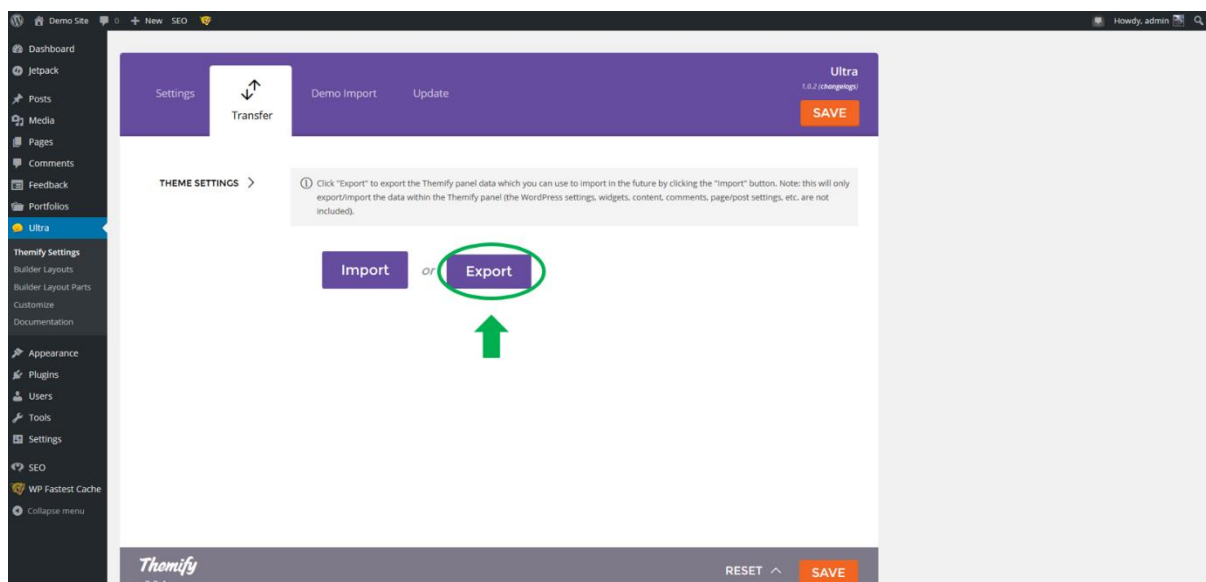 Demo Site 0 + New SEO
Howdy, admin
Dashboard
Jetpack
Posts
Media
Pages
Comments
Feedback
Portfolios
Ultra
Themify Settings
Builder Layouts
Builder Layout Parts
Customize
Documentation
Appearance
Plugins
Users
Tools
Settings
SEO
WP Fastest Cache
Collapse menu
Settings
Transfer
Demo Import
Update
Ultra
1.0.2 (changelogs)
SAVE
THEME SETTINGS
Click "Export" to export the Themify panel data which you can use to import in the future by clicking the "Import" button. Note: this will only
export/import the data within the Themify panel (the WordPress settings, widgets, content, comments, page/post settings, etc. are not
included).
Import or Export
Themify
RESET
SAVE